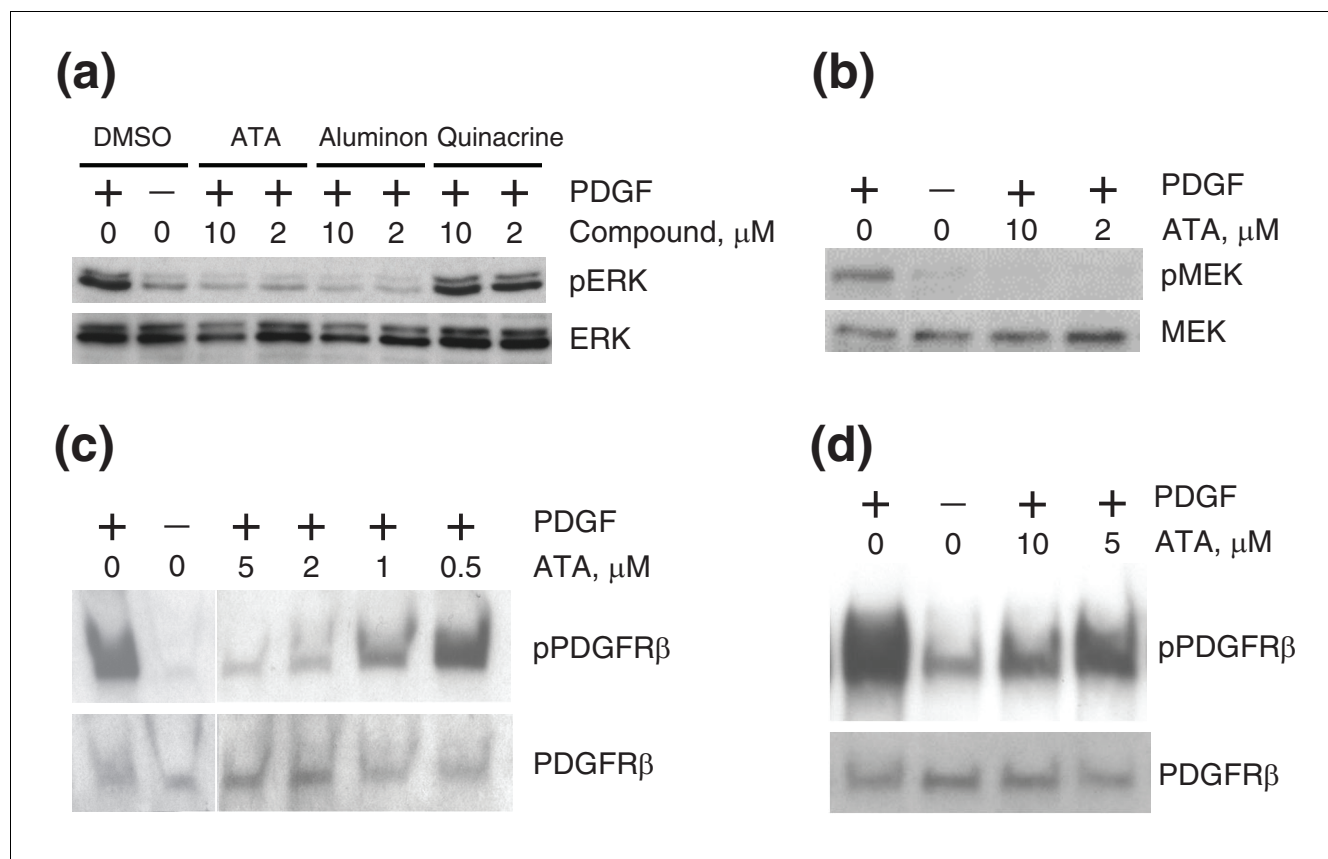 (a)
DMSO ATA Aluminon Quinacrine
+ − + + + + + + PDGF
0 0 10 2 10 2 10 2 Compound, μM
pERK
ERK
(b)
+ − + + PDGF
0 0 10 2 ATA, μM
pMEK
MEK
(c)
+ − + + + + PDGF
0 0 5 2 1 0.5 ATA, μM
pPDGFRβ
PDGFRβ
(d)
+ − + + PDGF
0 0 10 5 ATA, μM
pPDGFRβ
PDGFRβ